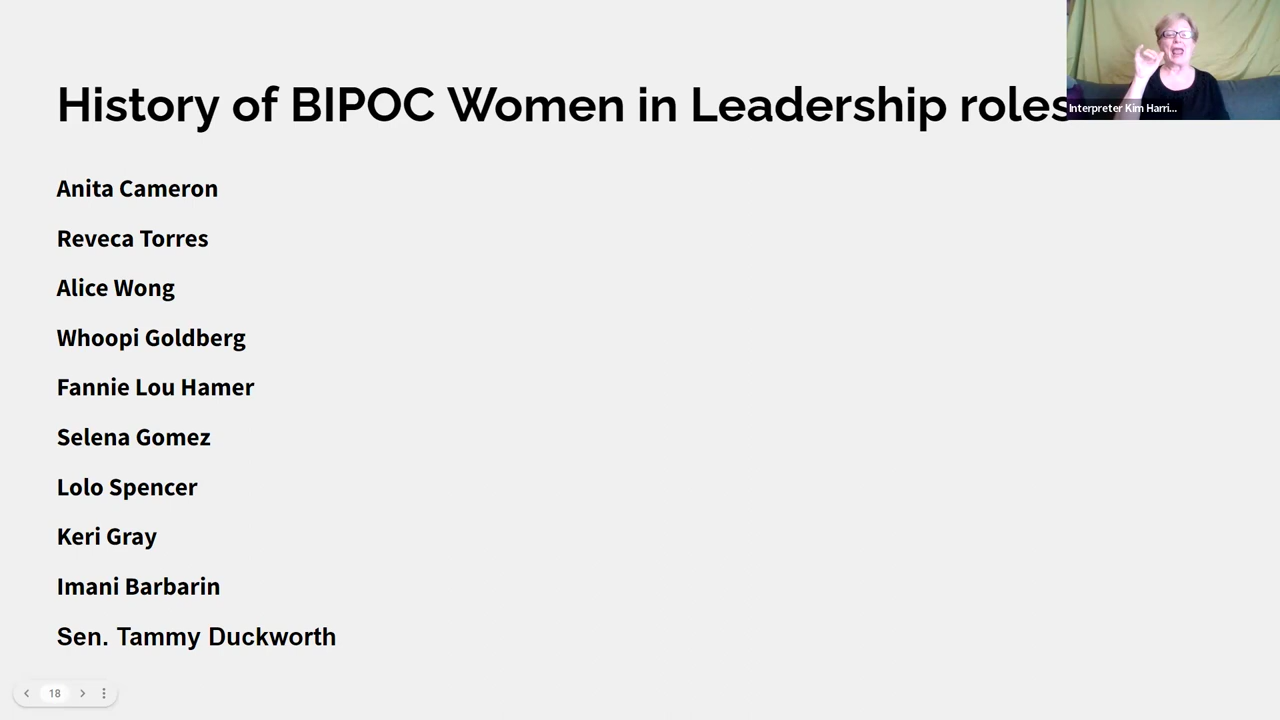 History of BIPOC Women in Leadership roles
Interpreter Kim Harri...
Anita Cameron
Reveca Torres
Alice Wong
Whoopi Goldberg
Fannie Lou Hamer
Selena Gomez
Lolo Spencer
Keri Gray
Imani Barbarin
Sen. Tammy Duckworth
18